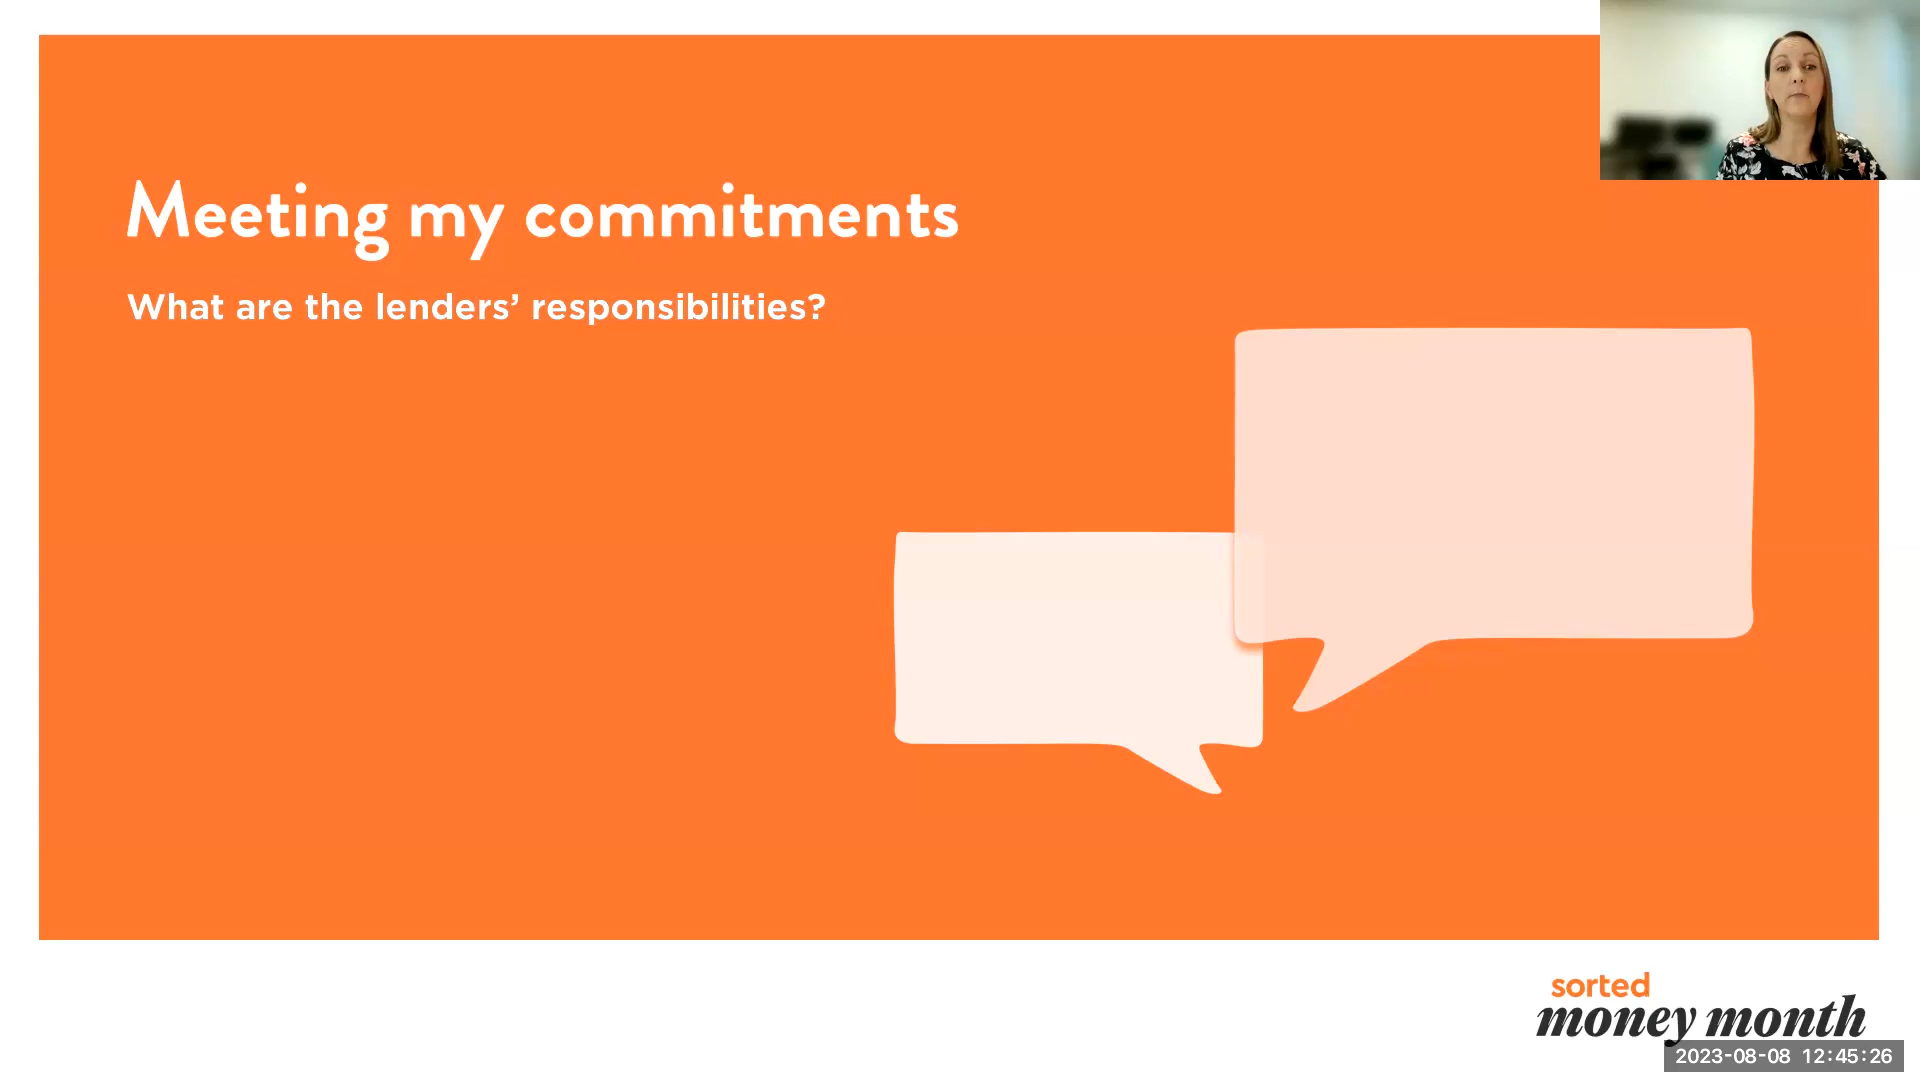 Meeting my commitments
What are the lenders’ responsibilities?
sorted
money month
2023-08-08 12:45:26